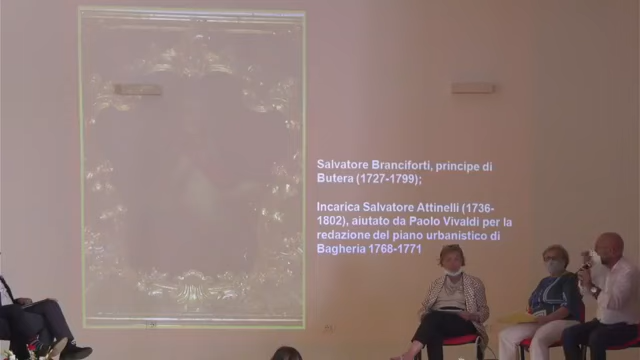 Salvatore Branciforti, principe di
Butera (1727-1799);
Incarica Salvatore Attinelli (1736-
1802), aiutato da Paolo Vivaldi per la
redazione del piano urbanistico di
Bagheria 1768-1771